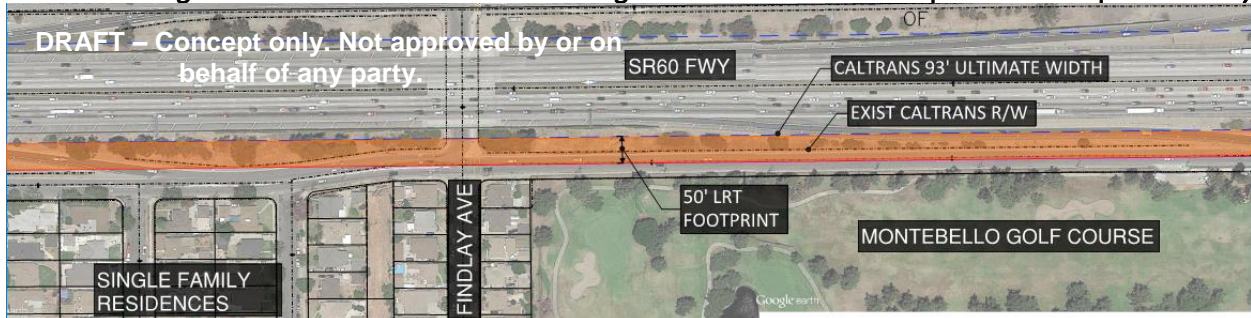 OF
DRAFT – Concept only. Not approved by or on
behalf of any party.
SR60 FWY
CALTRANS 93' ULTIMATE WIDTH
EXIST CALTRANS R/W
50' LRT
FOOTPRINT
FINDLAY AVE
MONTEBELLO GOLF COURSE
SINGLE FAMILY
RESIDENCES
Google earth